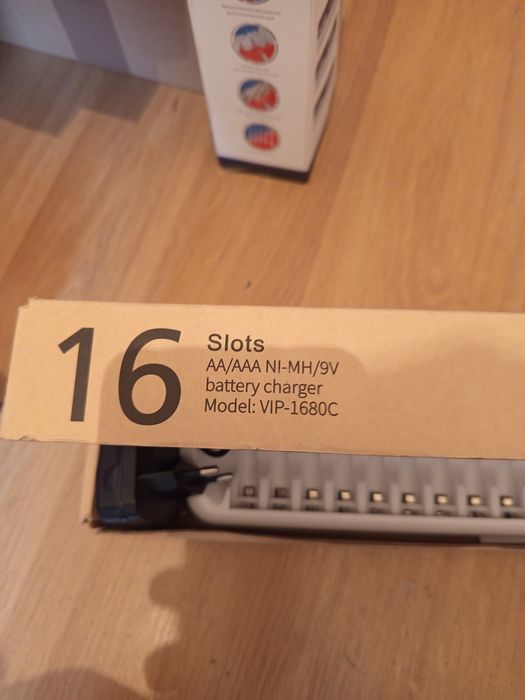 16
Slots
AA/AAA NI-MH/9V
battery charger
Model: VIP-1680C